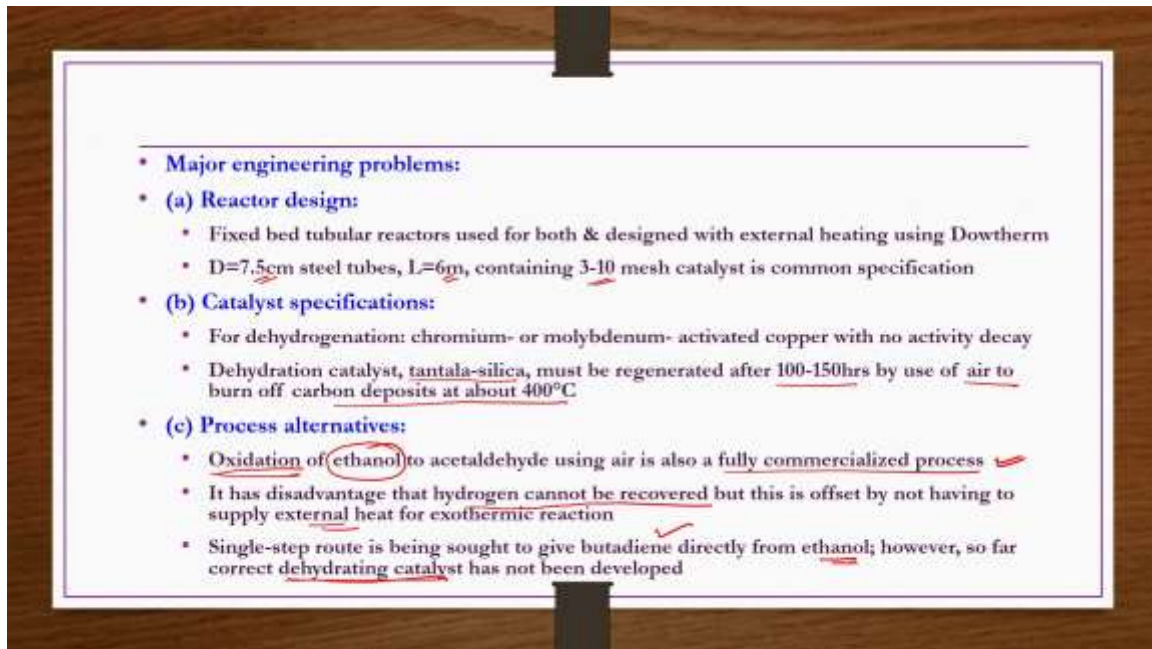 • Major engineering problems:
• (a) Reactor design:
• Fixed bed tubular reactors used for both & designed with external heating using Dowtherm
• D=7.5cm steel tubes, L=6m, containing 3-10 mesh catalyst is common specification
• (b) Catalyst specifications:
• For dehydrogenation: chromium- or molybdenum- activated copper with no activity decay
• Dehydration catalyst, tantala-silica, must be regenerated after 100-150hrs by use of air to
burn off carbon deposits at about 400°C
• (c) Process alternatives:
• Oxidation of ethanol to acetaldehyde using air is also a fully commercialized process
• It has disadvantage that hydrogen cannot be recovered but this is offset by not having to
supply external heat for exothermic reaction
• Single-step route is being sought to give butadiene directly from ethanol; however, so far
correct dehydrating catalyst has not been developed